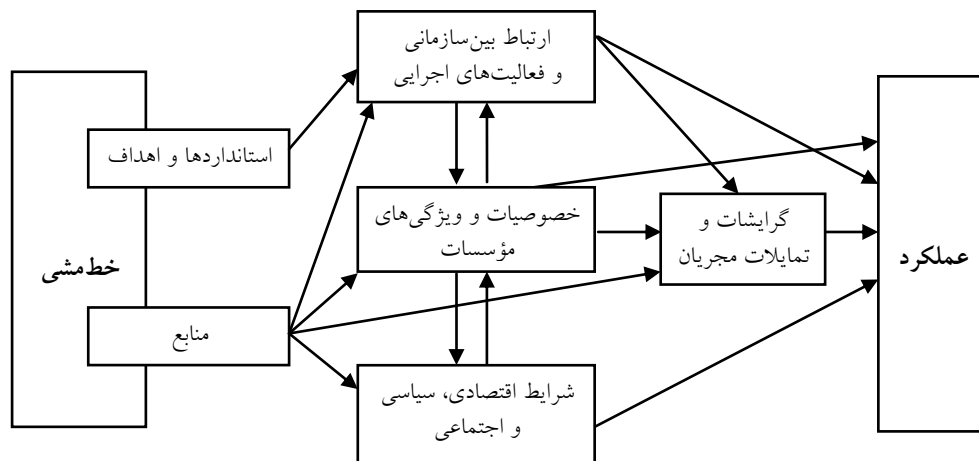 خط‌مشی
استانداردها و اهداف
منابع
ارتباط بین‌سازمانی
و فعالیت‌های اجرایی
خصوصیات و ویژگی‌های
مؤسسات
شرایط اقتصادی، سیاسی
و اجتماعی
گرایشات و
تمایلات مجریان
عملکرد